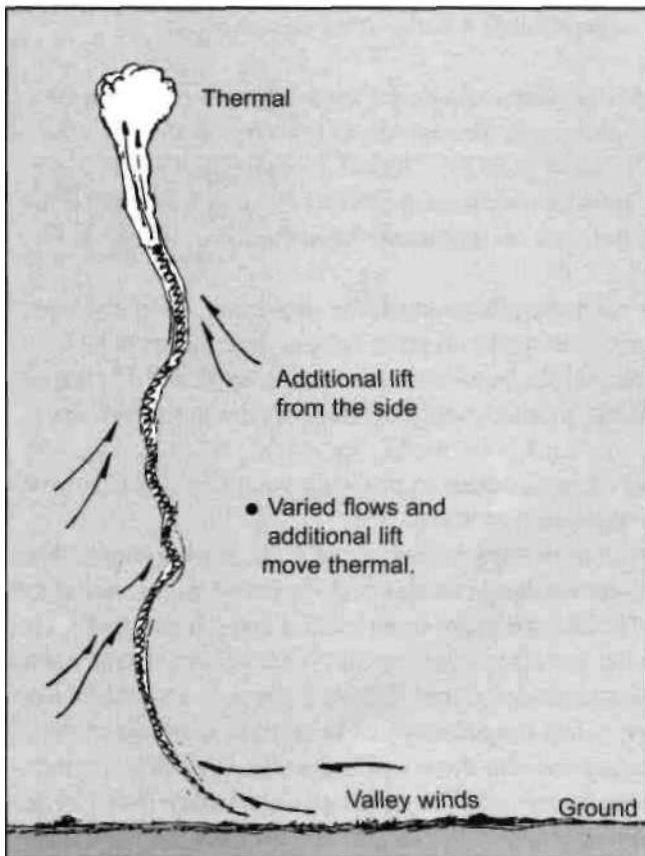 Thermal
Additional lift
from the side
• Varied flows and
additional lift
move thermal.
Valley winds
Ground